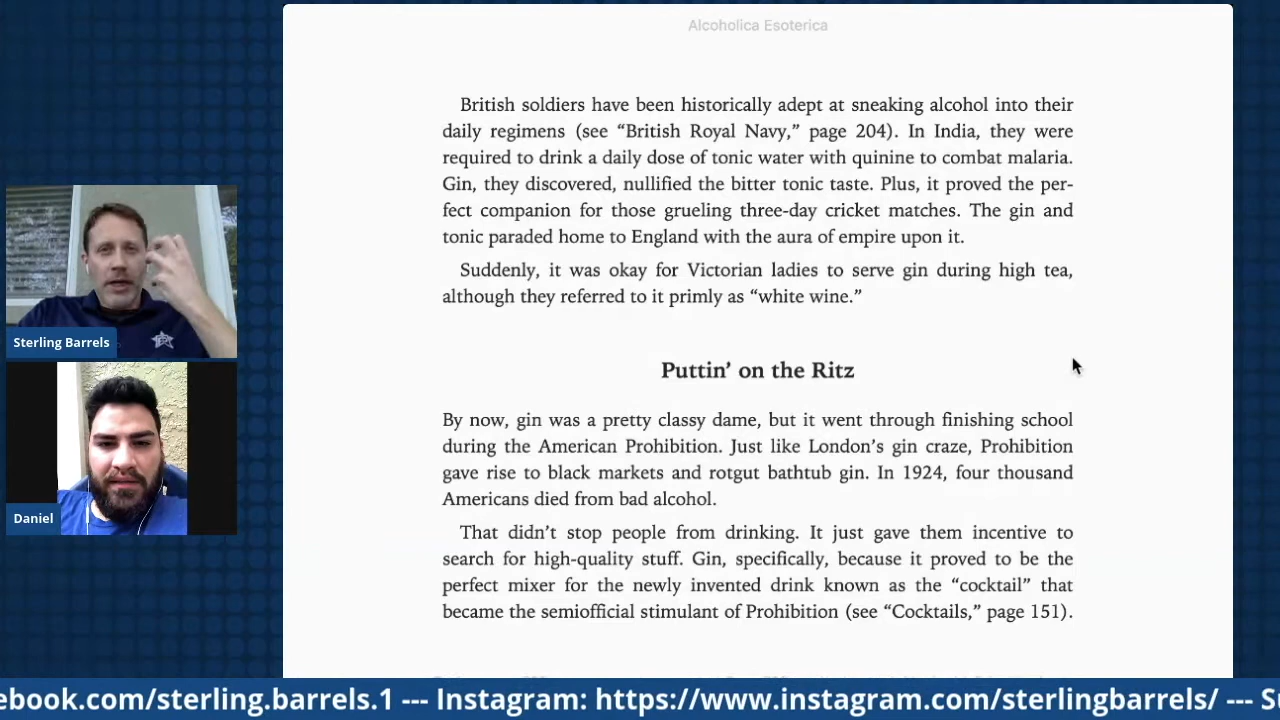 Alcoholica Esoterica
British soldiers have been historically adept at sneaking alcohol into their
daily regimens (see “British Royal Navy,” page 204). In India, they were
required to drink a daily dose of tonic water with quinine to combat malaria.
Gin, they discovered, nullified the bitter tonic taste. Plus, it proved the per-
fect companion for those grueling three-day cricket matches. The gin and
tonic paraded home to England with the aura of empire upon it.
Suddenly, it was okay for Victorian ladies to serve gin during high tea,
although they referred to it primly as “white wine.”
Puttin’ on the Ritz
By now, gin was a pretty classy dame, but it went through finishing school
during the American Prohibition. Just like London’s gin craze, Prohibition
gave rise to black markets and rotgut bathtub gin. In 1924, four thousand
Americans died from bad alcohol.
That didn’t stop people from drinking. It just gave them incentive to
search for high-quality stuff. Gin, specifically, because it proved to be the
perfect mixer for the newly invented drink known as the “cocktail” that
became the semiofficial stimulant of Prohibition (see “Cocktails,” page 151).
Sterling Barrels
Daniel
ebook.com/sterling.barrels.1 --- Instagram: https://www.instagram.com/sterlingbarrels/ --- S